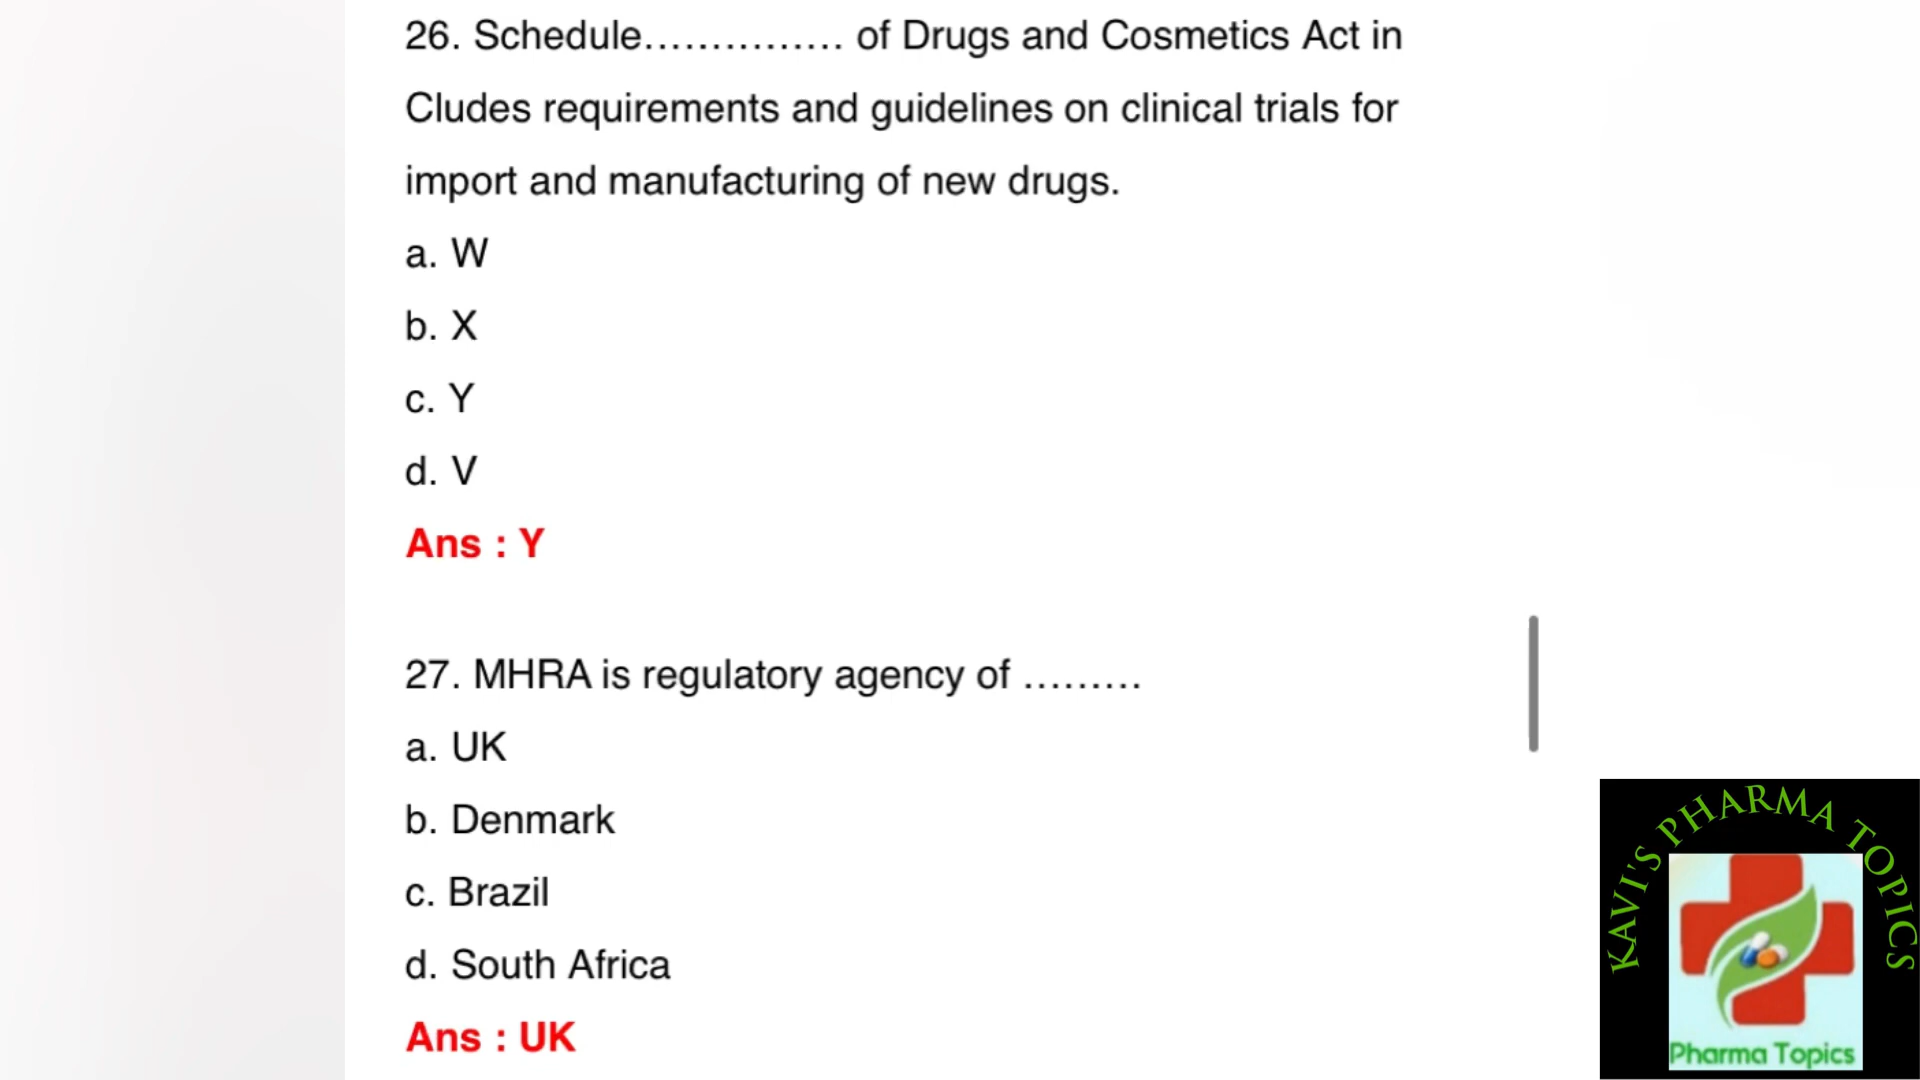 26. Schedule............... of Drugs and Cosmetics Act in
Cludes requirements and guidelines on clinical trials for
import and manufacturing of new drugs.
a. W
b. X
c. Y
d. V
Ans : Y
27. MHRA is regulatory agency of .........
a. UK
b. Denmark
c. Brazil
d. South Africa
Ans : UK
KAVI'S PHARMA TOPICS
Pharma Topics